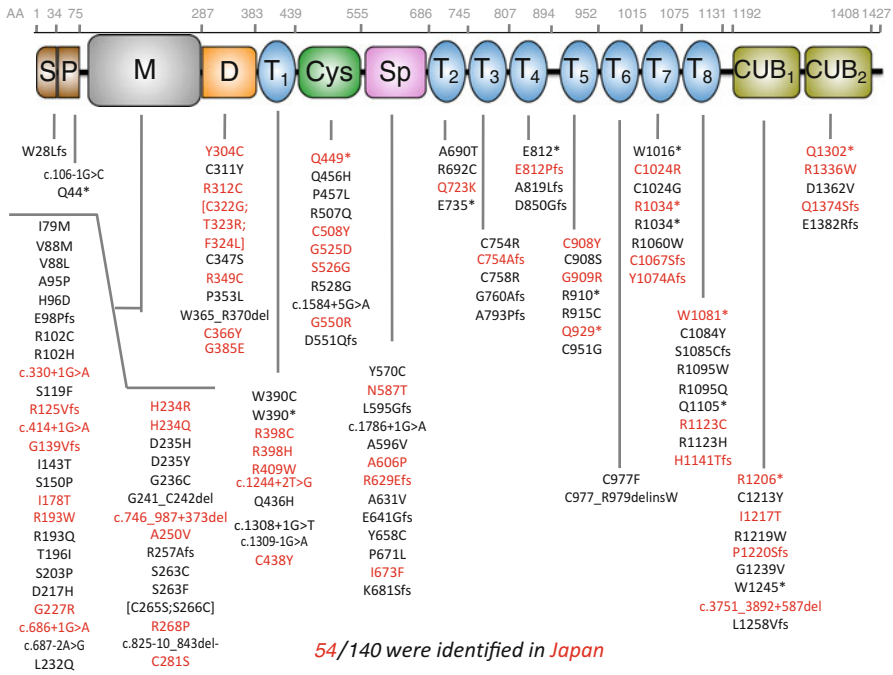 AA 1 34 75 287 383 439 555 686 745 807 894 952 1015 1075 1131 1192 1408 1427
S P M D T1 Cys Sp T2 T3 T4 T5 T6 T7 T8 CUB1 CUB2
W28Lfs
c.106-1G>C
Q44*
I79M
V88M
V88L
A95P
H96D
E98Pfs
R102C
R102H
c.330+1G>A
S119F
R125Vfs
c.414+1G>A
G139Vfs
I143T
S150P
I178T
R193W
R193Q
T196I
S203P
D217H
G227R
c.686+1G>A
c.687-2A>G
L232Q
H234R
H234Q
D235H
D235Y
G236C
G241_C242del
c.746_987+373del
A250V
R257Afs
S263C
S263F
[C265S;S266C]
R268P
c.825-10_843del-
C281S
Y304C
C311Y
R312C
[C322G;
T323R;
F324L]
C347S
R349C
P353L
W365_R370del
C366Y
G385E
W390C
W390*
R398C
R398H
R409W
c.1244+2T>G
Q436H
c.1308+1G>T
c.1309-1G>A
C438Y
Q449*
Q456H
P457L
R507Q
C508Y
G525D
S526G
R528G
c.1584+5G>A
G550R
D551Qfs
Y570C
N587T
L595Gfs
c.1786+1G>A
A596V
A606P
R629Efs
A631V
E641Gfs
Y658C
P671L
I673F
K681Sfs
A690T
R692C
Q723K
E735*
C754R
C754Afs
C758R
G760Afs
A793Pfs
E812*
E812Pfs
A819Lfs
D850Gfs
C908Y
C908S
G909R
R910*
R915C
Q929*
C951G
C977F
C977_R979delinsW
W1016*
C1024R
C1024G
R1034*
R1034*
R1060W
C1067Sfs
Y1074Afs
W1081*
C1084Y
S1085Cfs
R1095W
R1095Q
Q1105*
R1123C
R1123H
H1141Tfs
R1206*
C1213Y
I1217T
R1219W
P1220Sfs
G1239V
W1245*
c.3751_3892+587del
L1258Vfs
Q1302*
R1336W
D1362V
Q1374Sfs
E1382Rfs
54/140 were identified in Japan